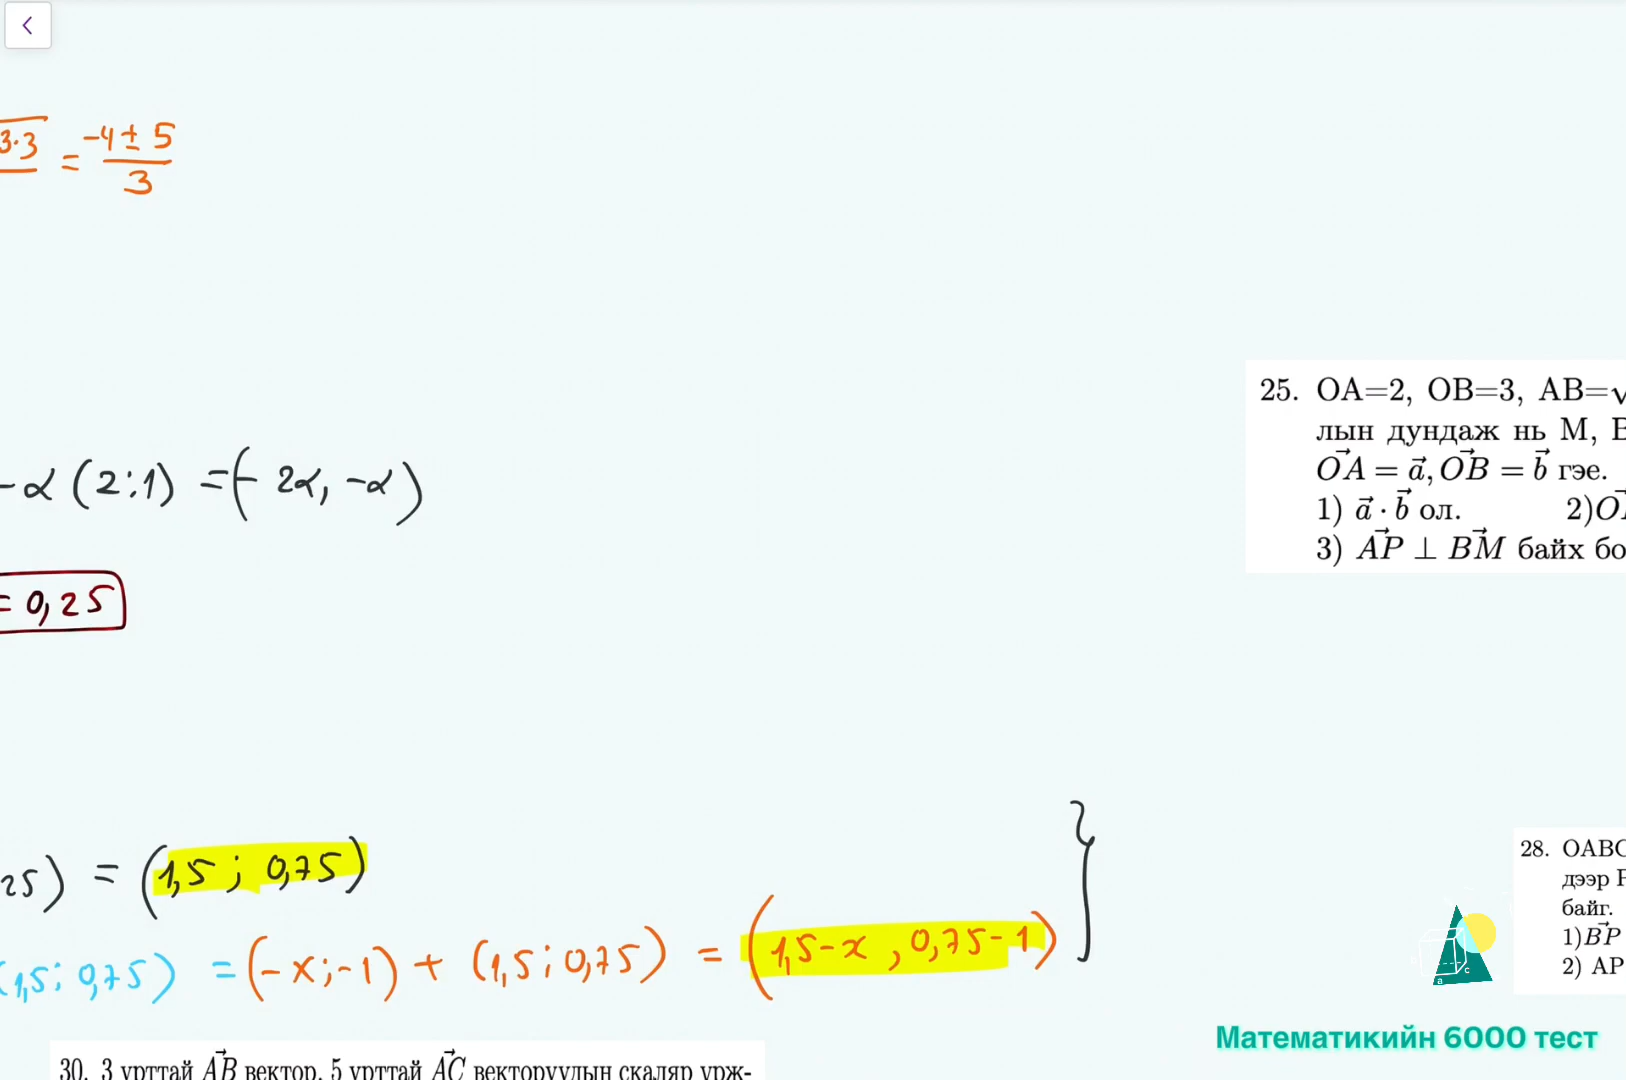 3·3 = -4 ± 5
3
-α (2;1) = (-2α, -α)
= 0,25
25) = (1,5 ; 0,75)
(1,5; 0,75) = (-x;-1) + (1,5; 0,75) = (1,5-x , 0,75-1)
25. OA=2, OB=3, AB=√
лын дундаж нь M, B
OA⃗ = a⃗, OB⃗ = b⃗ гэе.
1) a⃗ · b⃗ ол. 2)O
3) AP⃗ ⊥ BM⃗ байх бо
28. OABC
дээр P
байг.
1)BP⃗
2) AP
a c
Математикийн 6000 тест
30. 3 урттай AB⃗ вектор, 5 урттай AC⃗ векторуудын скаляр үрж-